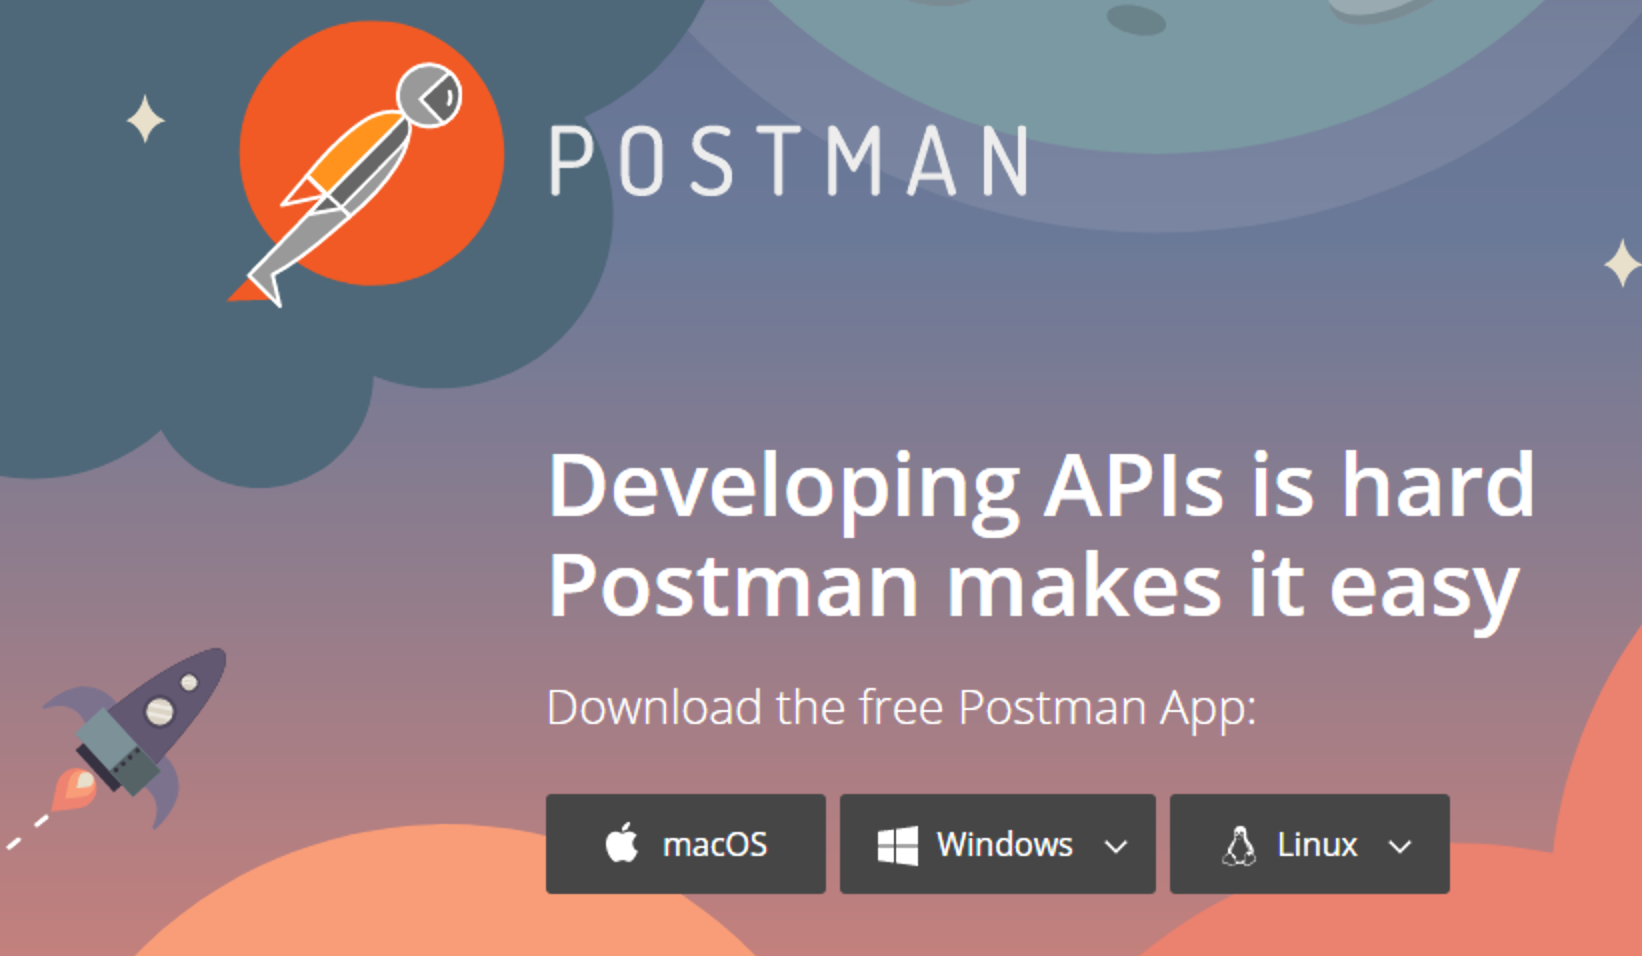 POSTMAN
Developing APIs is hard
Postman makes it easy
Download the free Postman App:
macOS
Windows
Linux